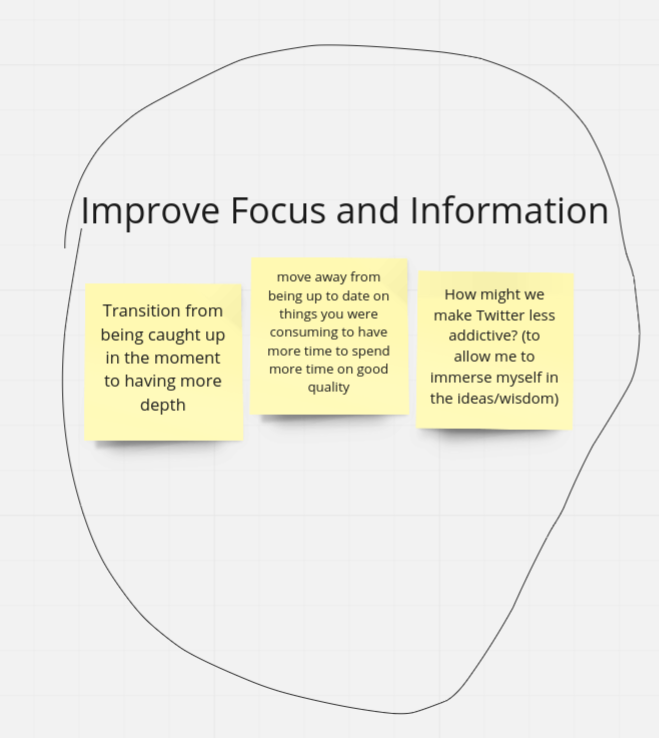 Improve Focus and Information
Transition from
being caught up
in the moment
to having more
depth
move away from
being up to date on
things you were
consuming to have
more time to spend
more time on good
quality
How might we
make Twitter less
addictive? (to
allow me to
immerse myself in
the ideas/wisdom)